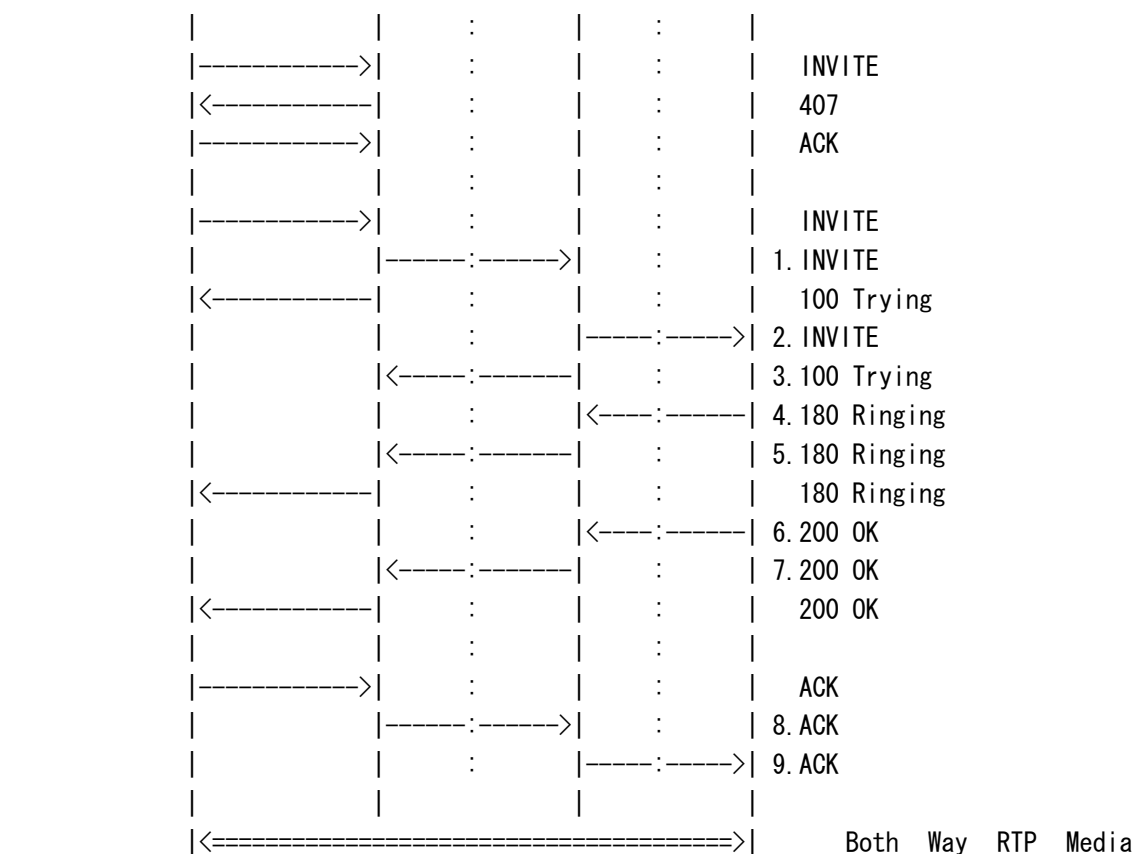 |             |      :       |     :      |
|------------>|      :       |     :      |   INVITE
|<------------|      :       |     :      |   407
|------------>|      :       |     :      |   ACK
|             |      :       |     :      |
|------------>|      :       |     :      |   INVITE
|             |------:------>|     :      | 1.INVITE
|<------------|      :       |     :      |   100 Trying
|             |      :       |-----:----->| 2.INVITE
|             |<-----:-------|     :      | 3.100 Trying
|             |      :       |<----:------| 4.180 Ringing
|             |<-----:-------|     :      | 5.180 Ringing
|<------------|      :       |     :      |   180 Ringing
|             |      :       |<----:------| 6.200 OK
|             |<-----:-------|     :      | 7.200 OK
|<------------|      :       |     :      |   200 OK
|             |      :       |     :      |
|------------>|      :       |     :      |   ACK
|             |------:------>|     :      | 8.ACK
|             |      :       |-----:----->| 9.ACK
|             |              |            |
|<=======================================>|      Both Way RTP Media